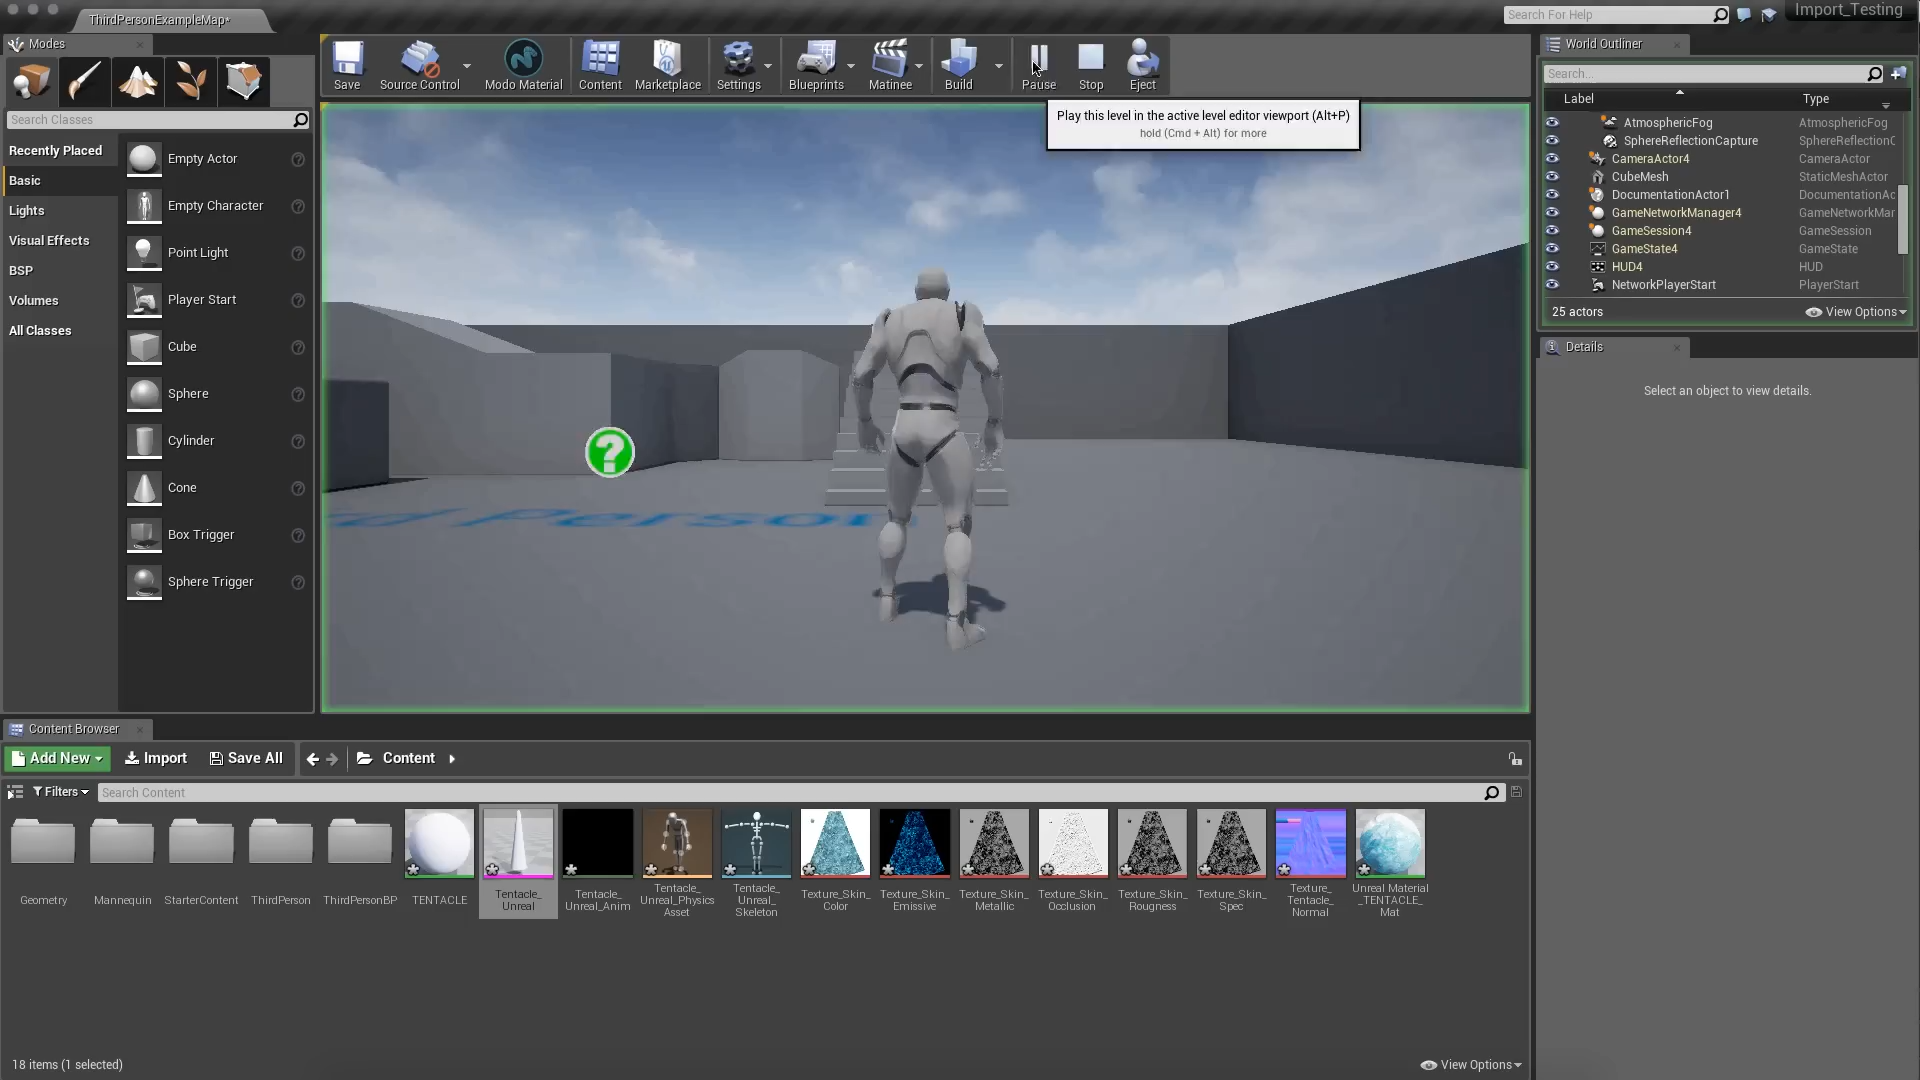 ThirdPersonExampleMap*
Search For Help
Import_Testing
Modes
Save
Source Control
Modo Material
Content
Marketplace
Settings
Blueprints
Matinee
Build
Pause
Stop
Eject
Play this level in the active level editor viewport (Alt+P)
hold (Cmd + Alt) for more
Search Classes
Recently Placed
Basic
Lights
Visual Effects
BSP
Volumes
All Classes
Empty Actor
Empty Character
Point Light
Player Start
Cube
Sphere
Cylinder
Cone
Box Trigger
Sphere Trigger
d Person
World Outliner
Search...
Label Type
AtmosphericFog AtmosphericFog
SphereReflectionCapture SphereReflectionC
CameraActor4 CameraActor
CubeMesh StaticMeshActor
DocumentationActor1 DocumentationAc
GameNetworkManager4 GameNetworkMar
GameSession4 GameSession
GameState4 GameState
HUD4 HUD
NetworkPlayerStart PlayerStart
25 actors
View Options
Details
Select an object to view details.
Content Browser
Add New
Import
Save All
Content
Filters
Search Content
Geometry
Mannequin
StarterContent
ThirdPerson
ThirdPersonBP
TENTACLE
Tentacle_
Unreal
Tentacle_
Unreal_Anim
Tentacle_
Unreal_Physics
Asset
Tentacle_
Unreal_
Skeleton
Texture_Skin_
Color
Texture_Skin_
Emissive
Texture_Skin_
Metallic
Texture_Skin_
Occlusion
Texture_Skin_
Rougness
Texture_Skin_
Spec
Texture_
Tentacle_
Normal
Unreal Material
_TENTACLE_
Mat
18 items (1 selected)
View Options